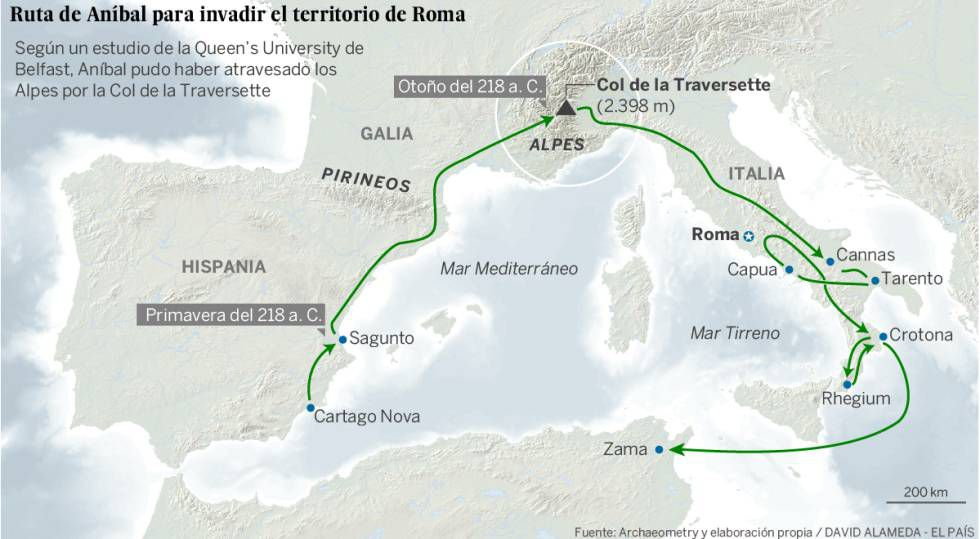 Ruta de Aníbal para invadir el territorio de Roma
Según un estudio de la Queen's University de
Belfast, Aníbal pudo haber atravesado los
Alpes por la Col de la Traversette
Otoño del 218 a. C.
Col de la Traversette
(2.398 m)
GALIA
ALPES
PIRINEOS
ITALIA
Roma
Cannas
HISPANIA
Mar Mediterráneo
Capua
Tarento
Primavera del 218 a. C.
Sagunto
Mar Tirreno
Crotona
Rhegium
Cartago Nova
Zama
200 km
Fuente: Archaeometry y elaboración propia / DAVID ALAMEDA - EL PAÍS